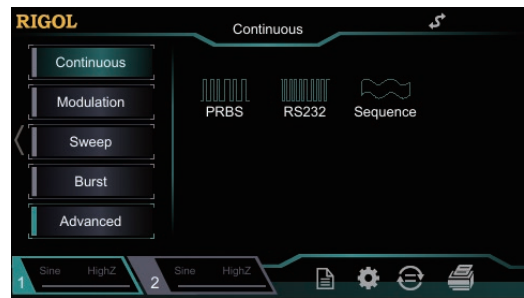 RIGOL
Continuous
Continuous
Modulation
Sweep
Burst
Advanced
PRBS RS232 Sequence
1 Sine HighZ 2 Sine HighZ